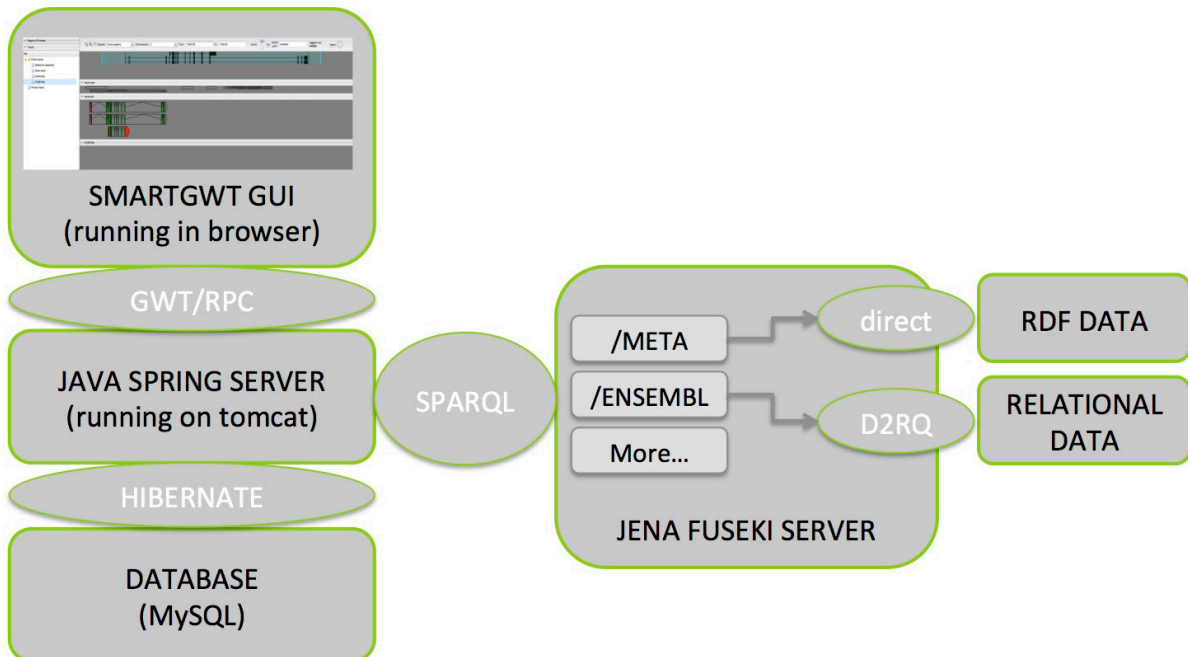 SMARTGWT GUI
(running in browser)
GWT/RPC
JAVA SPRING SERVER
(running on tomcat)
HIBERNATE
DATABASE
(MySQL)
SPARQL
/META
/ENSEMBL
More...
JENA FUSEKI SERVER
direct
D2RQ
RDF DATA
RELATIONAL
DATA